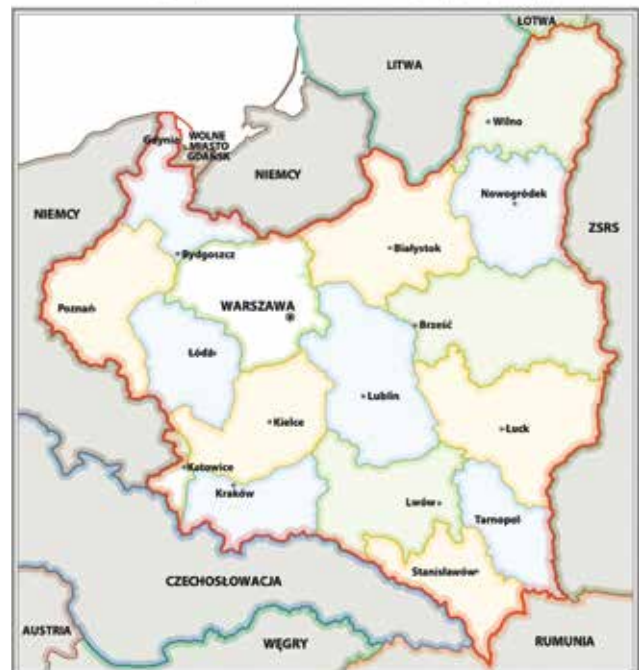 ŁOTWA
LITWA
Wilno
Gdynia
WOLNE
MIASTO
GDAŃSK
NIEMCY
Nowogródek
NIEMCY
ZSRS
Bydgoszcz
Białystok
Poznań
WARSZAWA
Brześć
Łódź
Lublin
Kielce
Łuck
Katowice
Kraków
Lwów
Tarnopol
Stanisławów
CZECHOSŁOWACJA
AUSTRIA
WĘGRY
RUMUNIA